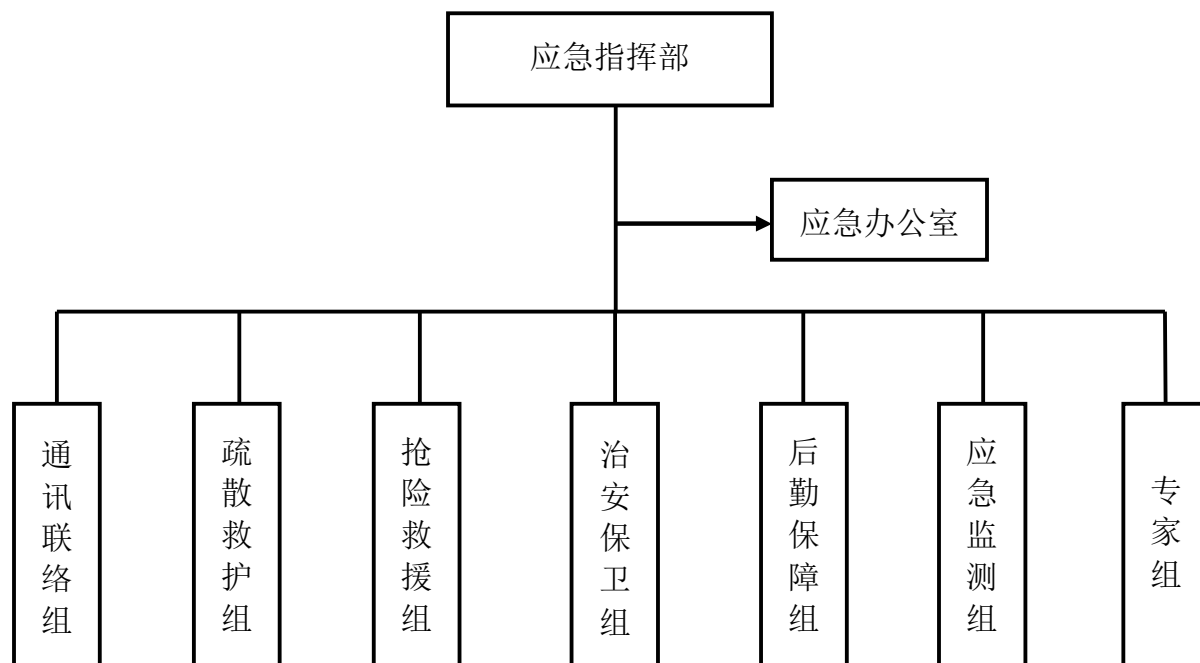 应急指挥部
应急办公室
通讯联络组
疏散救护组
抢险救援组
治安保卫组
后勤保障组
应急监测组
专家组